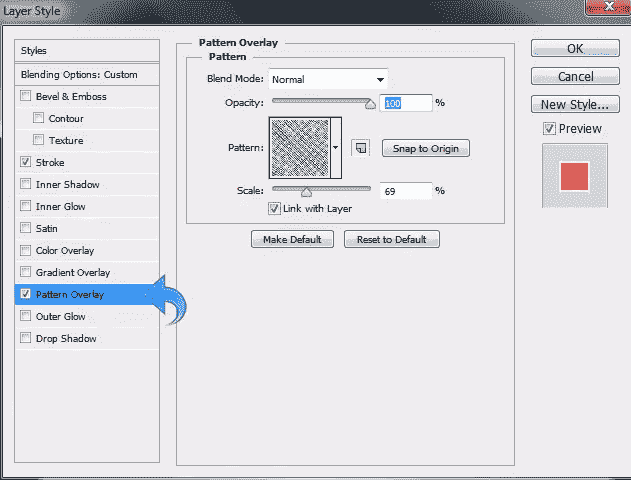 Layer Style
Styles
Blending Options: Custom
Bevel & Emboss
Contour
Texture
Stroke
Inner Shadow
Inner Glow
Satin
Color Overlay
Gradient Overlay
Pattern Overlay
Outer Glow
Drop Shadow
Pattern Overlay
Pattern
Blend Mode: Normal
Opacity: 100 %
Pattern: Snap to Origin
Scale: 69 %
Link with Layer
Make Default Reset to Default
OK
Cancel
New Style...
Preview